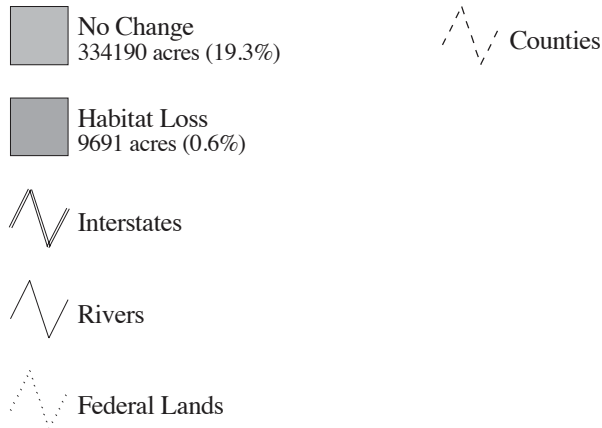 No Change
334190 acres (19.3%)
Habitat Loss
9691 acres (0.6%)
Interstates
Rivers
Federal Lands
Counties